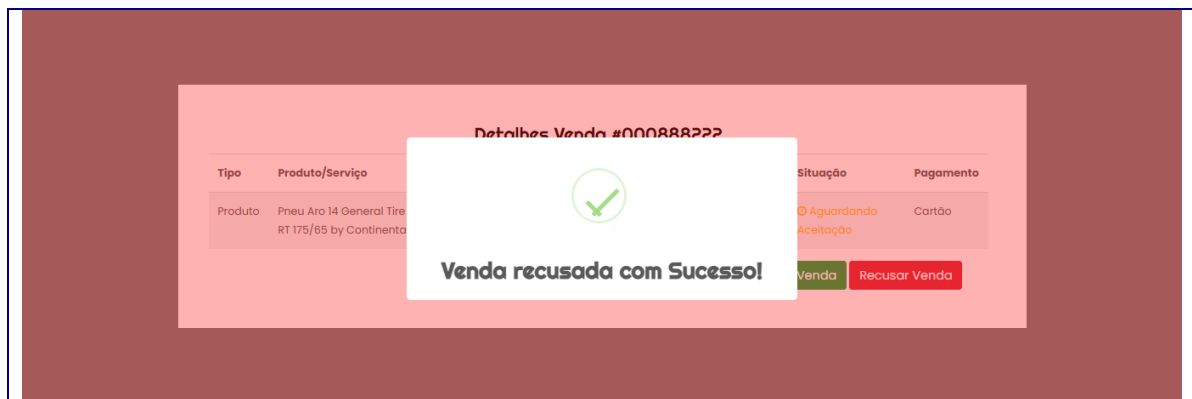 Detalhes Venda #000888222
Tipo Produto/Serviço Situação Pagamento
Produto Pneu Aro 14 General Tire Aguardando Cartão
RT 175/65 by Continenta Aceitação
Venda recusada com Sucesso!
Venda Recusar Venda